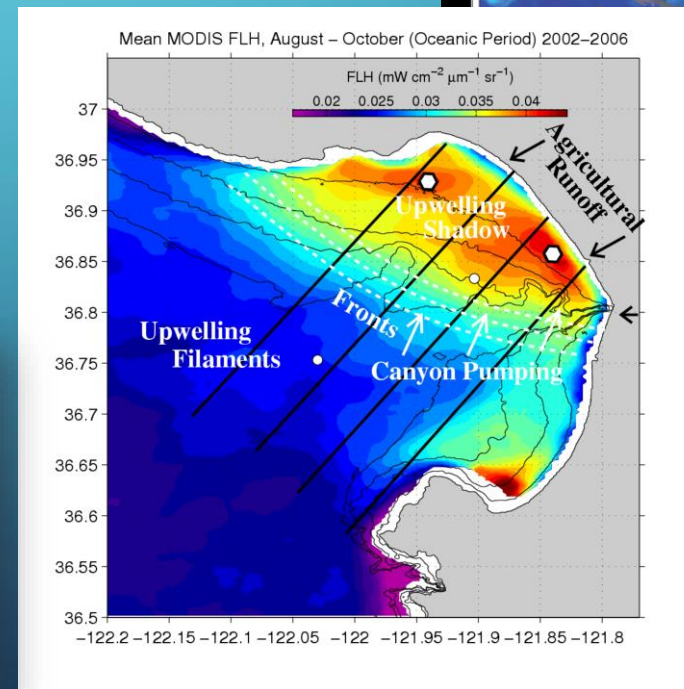 Mean MODIS FLH, August – October (Oceanic Period) 2002–2006
FLH (mW cm⁻² μm⁻¹ sr⁻¹)
0.02 0.025 0.03 0.035 0.04
37
36.95
36.9
36.85
36.8
36.75
36.7
36.65
36.6
36.55
36.5
Agricultural
Runoff
Upwelling
Shadow
Fronts
Upwelling
Filaments
Canyon Pumping
−122.2 −122.15 −122.1 −122.05 −122 −121.95 −121.9 −121.85 −121.8